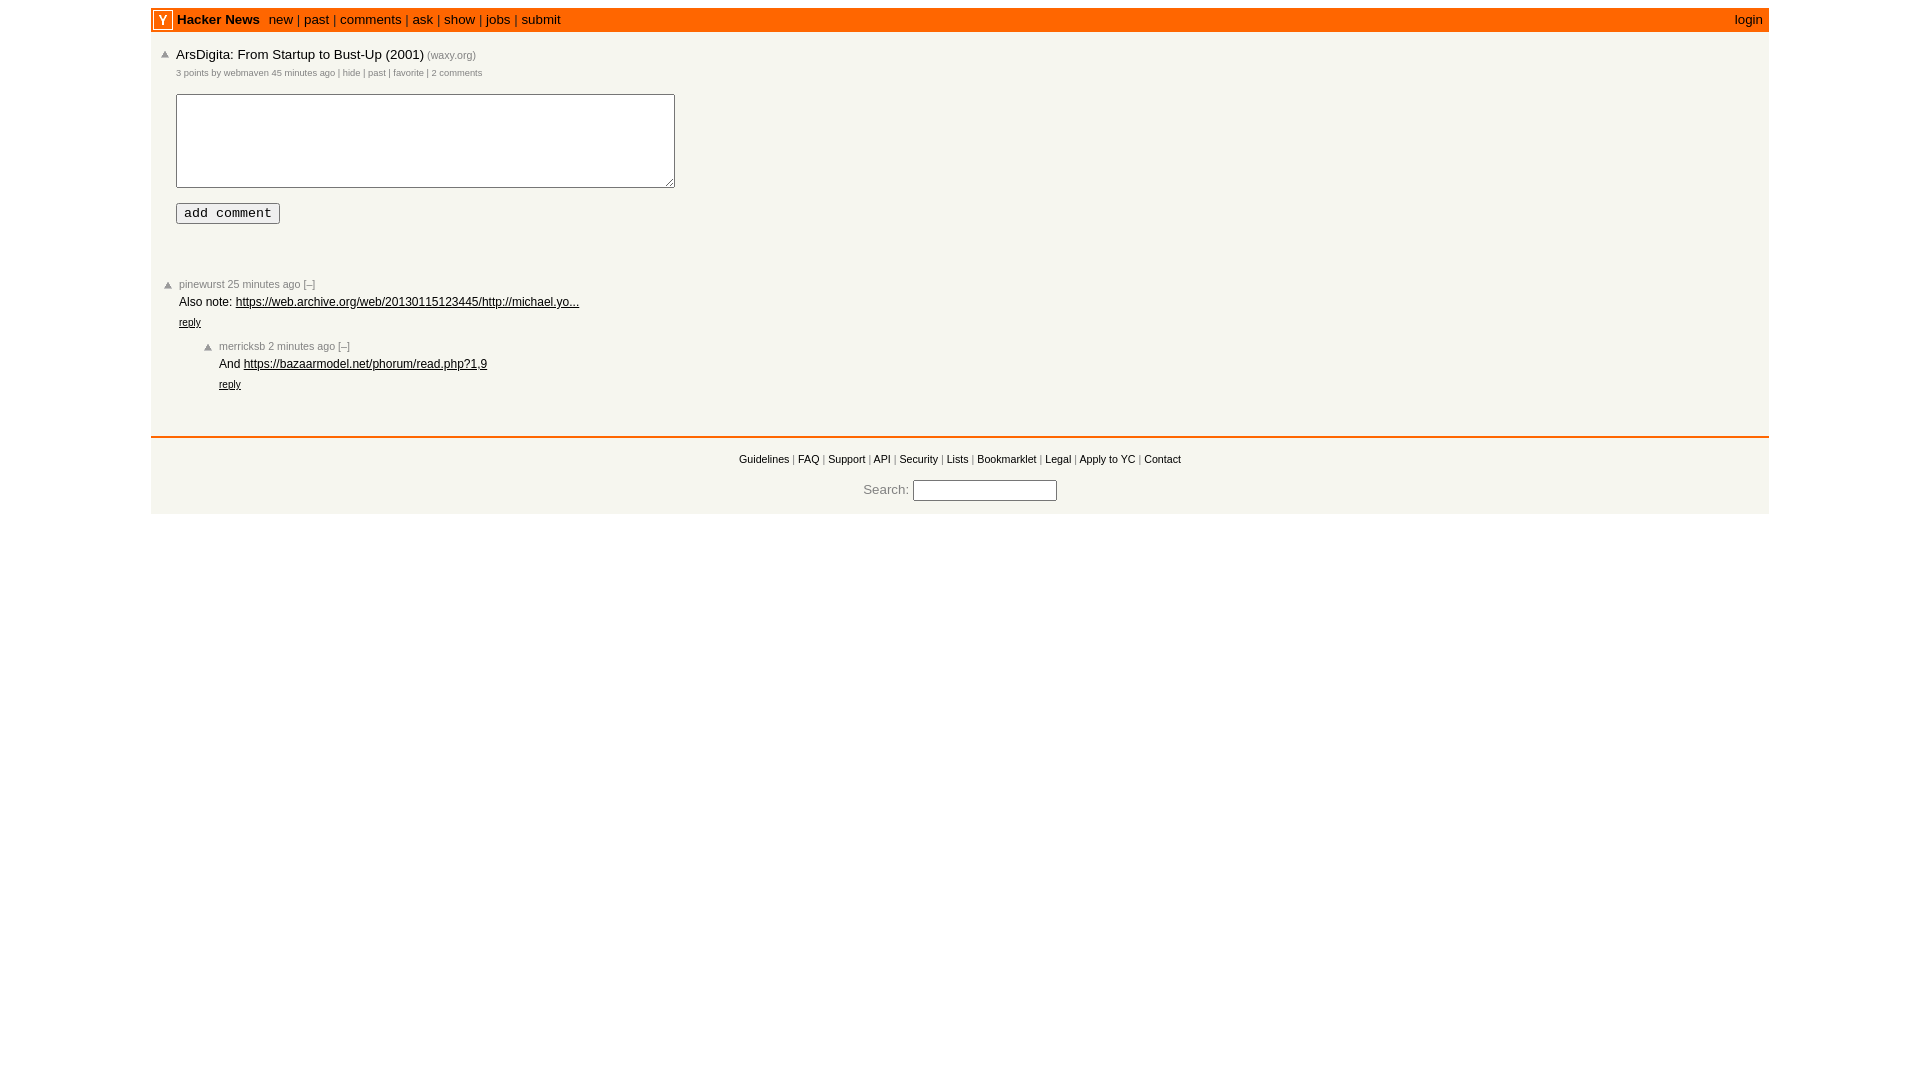 Y Hacker News new | past | comments | ask | show | jobs | submit login
ArsDigita: From Startup to Bust-Up (2001) (waxy.org)
3 points by webmaven 45 minutes ago | hide | past | favorite | 2 comments
add comment
pinewurst 25 minutes ago [–]
Also note: https://web.archive.org/web/20130115123445/http://michael.yo...
reply
merricksb 2 minutes ago [–]
And https://bazaarmodel.net/phorum/read.php?1,9
reply
Guidelines | FAQ | Support | API | Security | Lists | Bookmarklet | Legal | Apply to YC | Contact
Search: